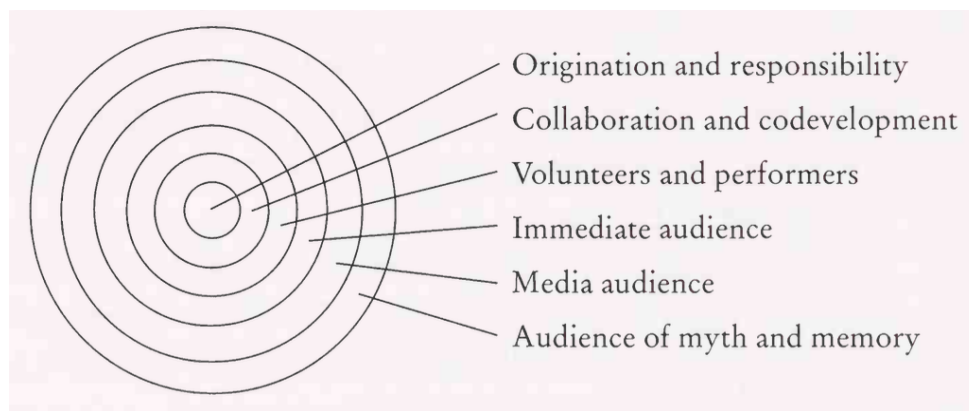 Origination and responsibility
Collaboration and codevelopment
Volunteers and performers
Immediate audience
Media audience
Audience of myth and memory